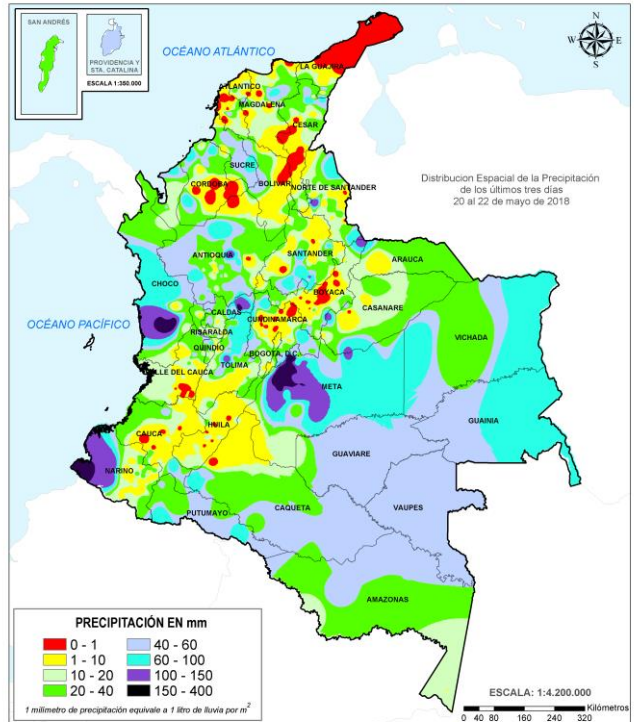 SAN ANDRÉS
PROVIDENCIA Y
STA. CATALINA
ESCALA 1:350.000
OCÉANO ATLÁNTICO
N
W
E
S
LA GUAJIRA
ATLANTICO
MAGDALENA
CESAR
SUCRE
CORDOBA
BOLIVAR
NORTE DE SANTANDER
Distribucion Espacial de la Precipitación
de los últimos tres días
20 al 22 de mayo de 2018
ANTIOQUIA
SANTANDER
ARAUCA
CHOCO
BOYACA
CASANARE
CALDAS
CUNDINAMARCA
OCÉANO PACÍFICO
RISARALDA
VICHADA
QUINDIO
BOGOTA, D.C.
TOLIMA
VALLE DEL CAUCA
META
GUAINIA
HUILA
CAUCA
GUAVIARE
NARIÑO
VAUPES
CAQUETA
PUTUMAYO
AMAZONAS
PRECIPITACIÓN EN mm
0 - 1
40 - 60
1 - 10
60 - 100
10 - 20
100 - 150
20 - 40
150 - 400
1 milimetro de precipitación equivale a 1 litro de lluvia por m2
ESCALA: 1:4.200.000
Kilómetros
0 40 80 160 240 320